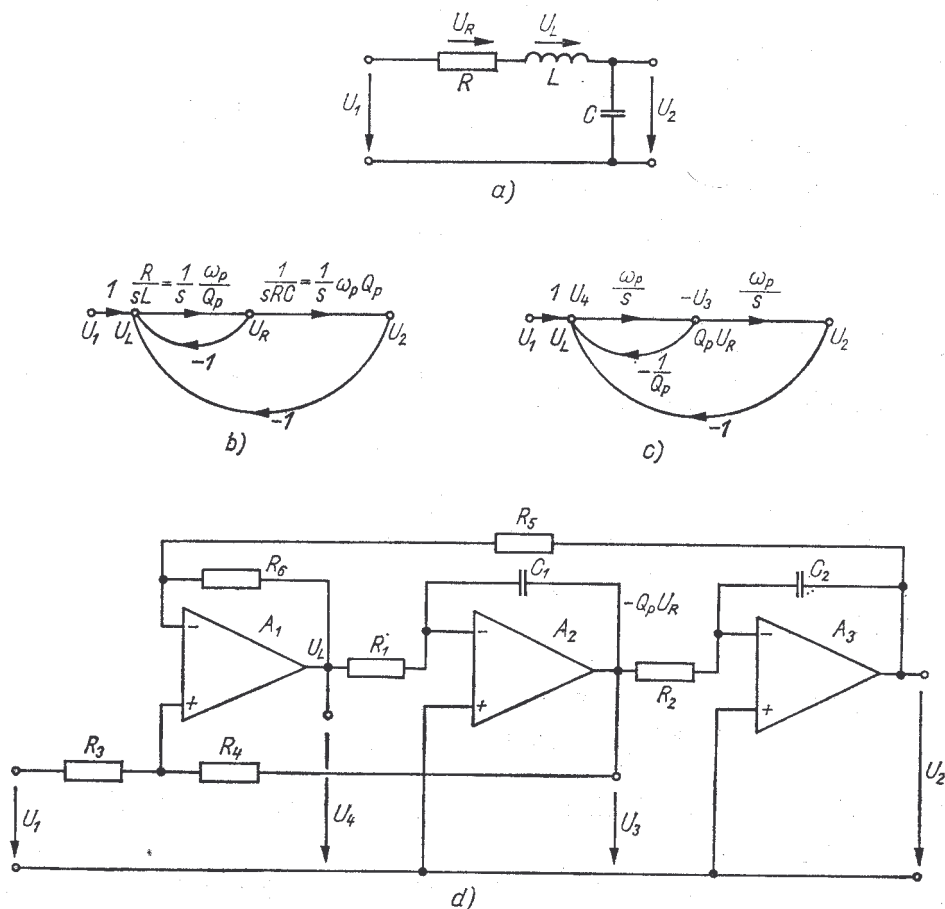 U_R U_L
R L
U_1 C U_2
a)
1 R/sL = 1/s ω_p/Q_p 1/sRC = 1/s ω_p Q_p
U_1 U_L U_R U_2
-1
-1
b)
1 U_4 ω_p/s -U_3 ω_p/s
U_1 U_L Q_p U_R U_2
-1/Q_p
-1
c)
R_5
R_6 C_1 C_2
-Q_p U_R
- A_1 U_L R_1 - A_2 - A_3
+ + R_2 +
R_3 R_4
U_1 U_4 U_3 U_2
d)